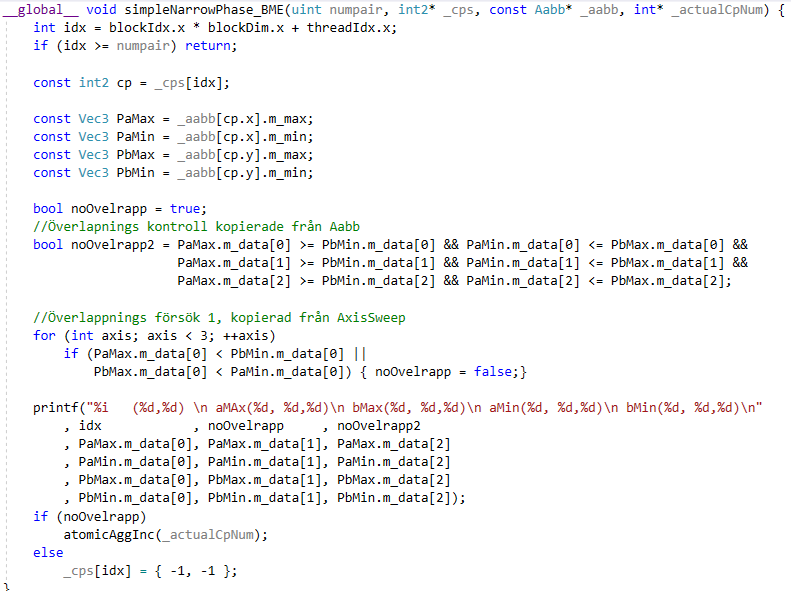 __global__ void simpleNarrowPhase_BME(uint numpair, int2* _cps, const Aabb* _aabb, int* _actualCpNum) {
    int idx = blockIdx.x * blockDim.x + threadIdx.x;
    if (idx >= numpair) return;

    const int2 cp = _cps[idx];

    const Vec3 PaMax = _aabb[cp.x].m_max;
    const Vec3 PaMin = _aabb[cp.x].m_min;
    const Vec3 PbMax = _aabb[cp.y].m_max;
    const Vec3 PbMin = _aabb[cp.y].m_min;

    bool noOvelrapp = true;
    //Överlapnings kontroll kopierade från Aabb
    bool noOvelrapp2 = PaMax.m_data[0] >= PbMin.m_data[0] && PaMin.m_data[0] <= PbMax.m_data[0] &&
                       PaMax.m_data[1] >= PbMin.m_data[1] && PaMin.m_data[1] <= PbMax.m_data[1] &&
                       PaMax.m_data[2] >= PbMin.m_data[2] && PaMin.m_data[2] <= PbMax.m_data[2];

    //Överlappnings försök 1, kopierad från AxisSweep
    for (int axis; axis < 3; ++axis)
        if (PaMax.m_data[0] < PbMin.m_data[0] ||
            PbMax.m_data[0] < PaMin.m_data[0]) { noOvelrapp = false;}

    printf("%i   (%d,%d) \n aMAx(%d, %d,%d)\n bMax(%d, %d,%d)\n aMin(%d, %d,%d)\n bMin(%d, %d,%d)\n"
        , idx            , noOvelrapp     , noOvelrapp2
        , PaMax.m_data[0], PaMax.m_data[1], PaMax.m_data[2]
        , PaMin.m_data[0], PaMin.m_data[1], PaMin.m_data[2]
        , PbMax.m_data[0], PbMax.m_data[1], PbMax.m_data[2]
        , PbMin.m_data[0], PbMin.m_data[1], PbMin.m_data[2]);
    if (noOvelrapp)
        atomicAggInc(_actualCpNum);
    else
        _cps[idx] = { -1, -1 };
}